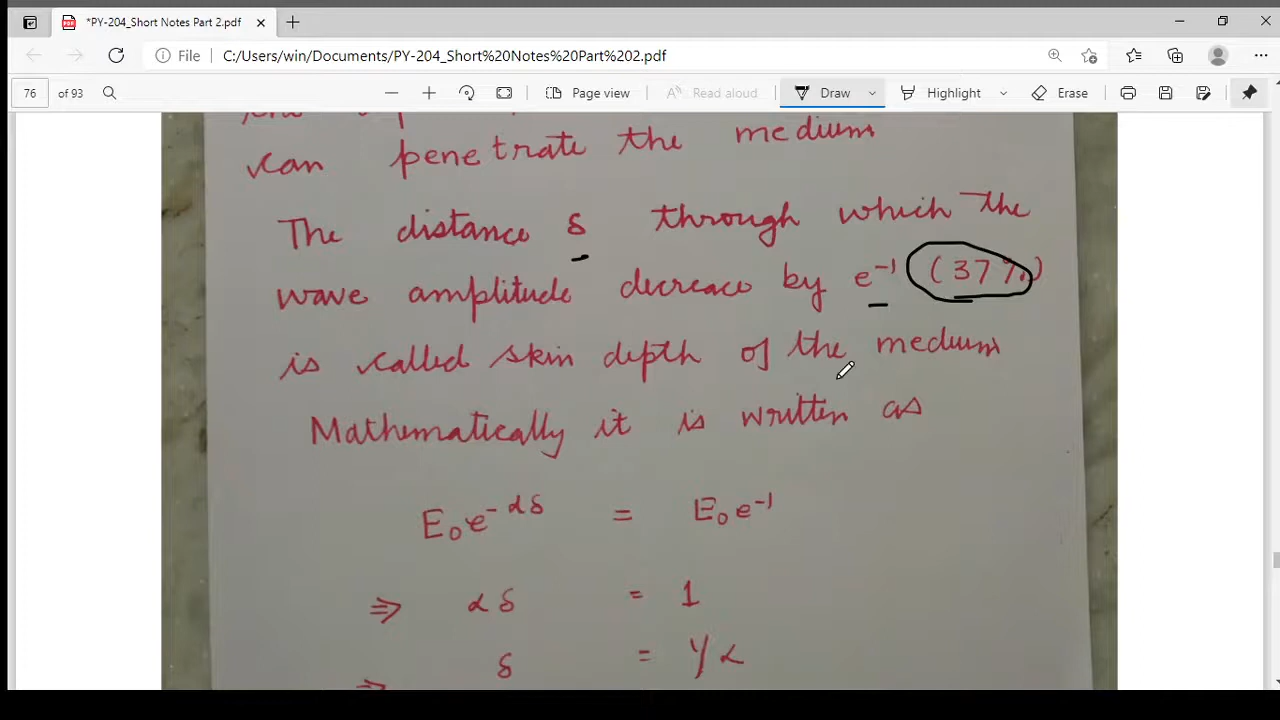 *PY-204_Short Notes Part 2.pdf
File C:/Users/win/Documents/PY-204_Short%20Notes%20Part%202.pdf
76 of 93 Page view Read aloud Draw Highlight Erase
can penetrate the medium
The distance δ through which the
wave amplitude decrease by e⁻¹ (37%)
is called skin depth of the medium
Mathematically it is written as
E₀e^{-αδ} = E₀e⁻¹
⇒ αδ = 1
⇒ δ = 1/α